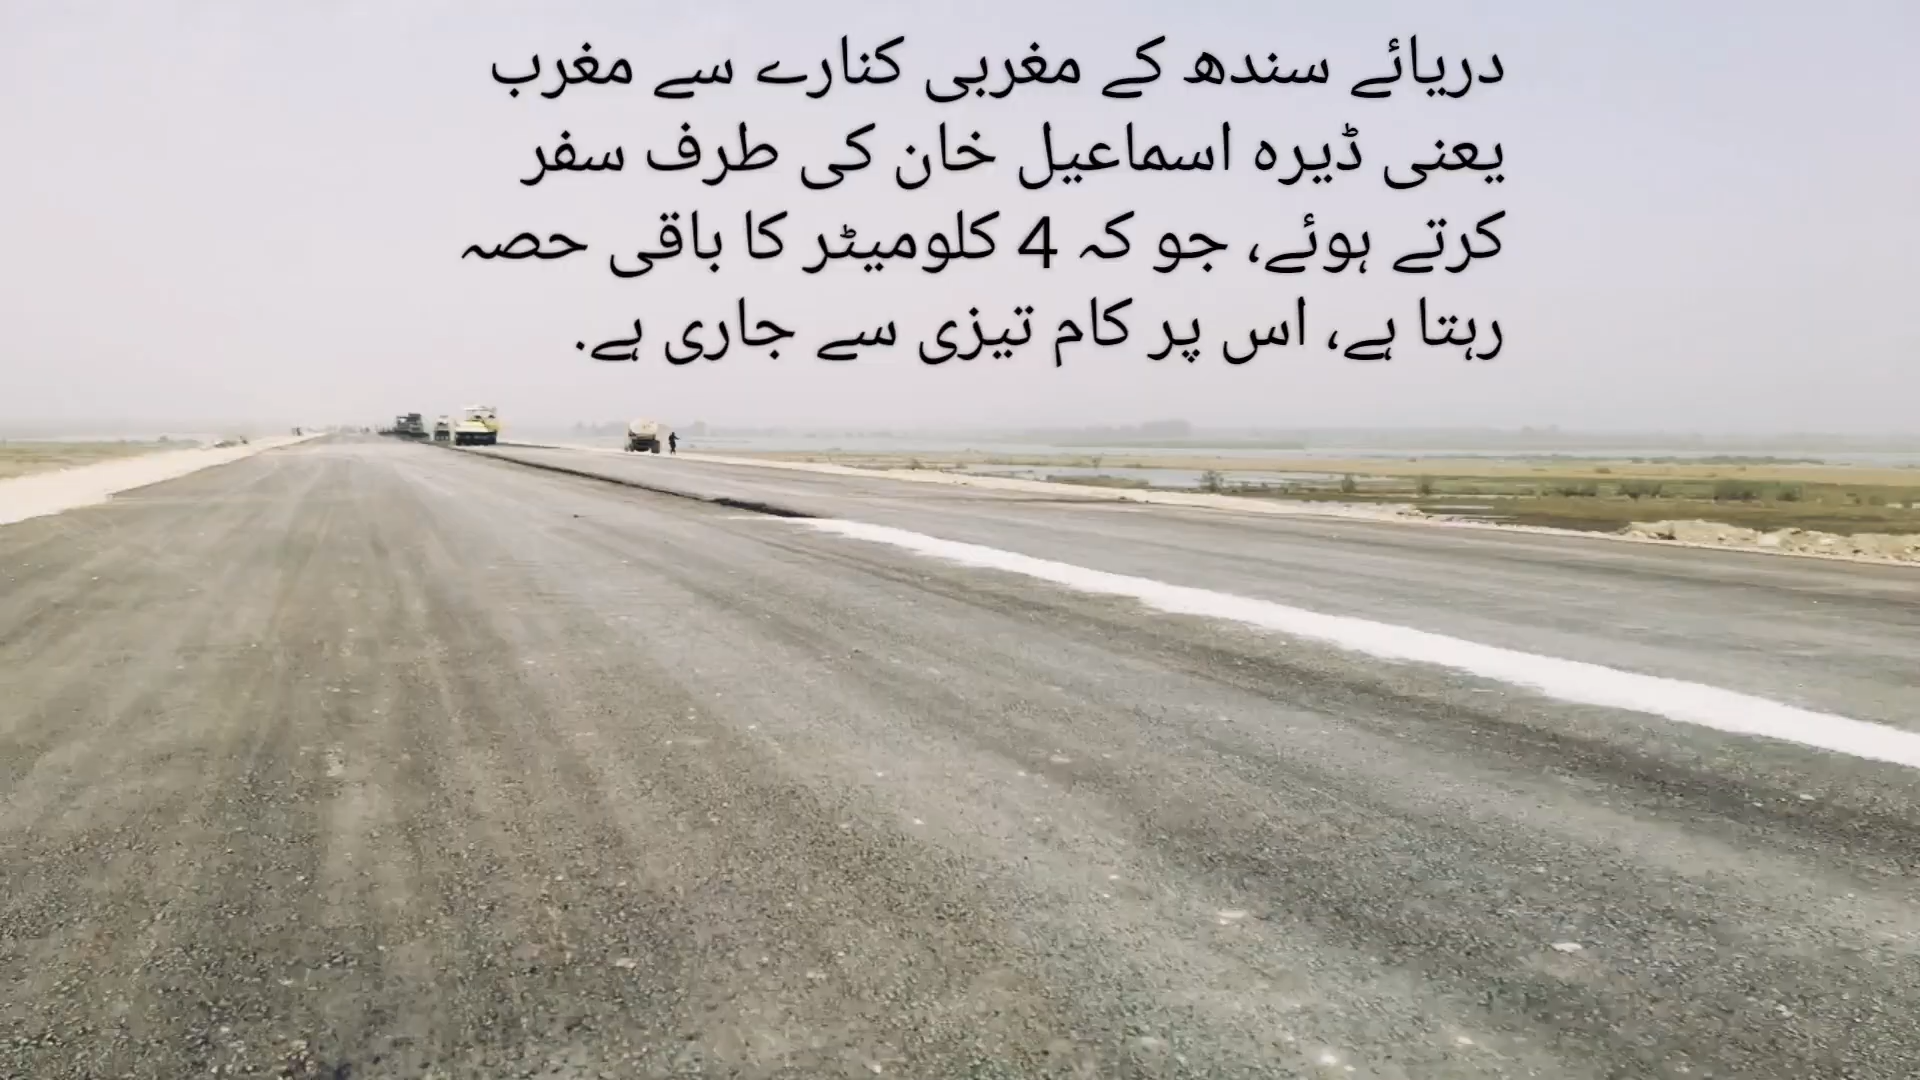 دریائے سندھ کے مغربی کنارے سے مغرب
یعنی ڈیرہ اسماعیل خان کی طرف سفر
کرتے ہوئے، جو کہ 4 کلومیٹر کا باقی حصہ
رہتا ہے، اس پر کام تیزی سے جاری ہے.